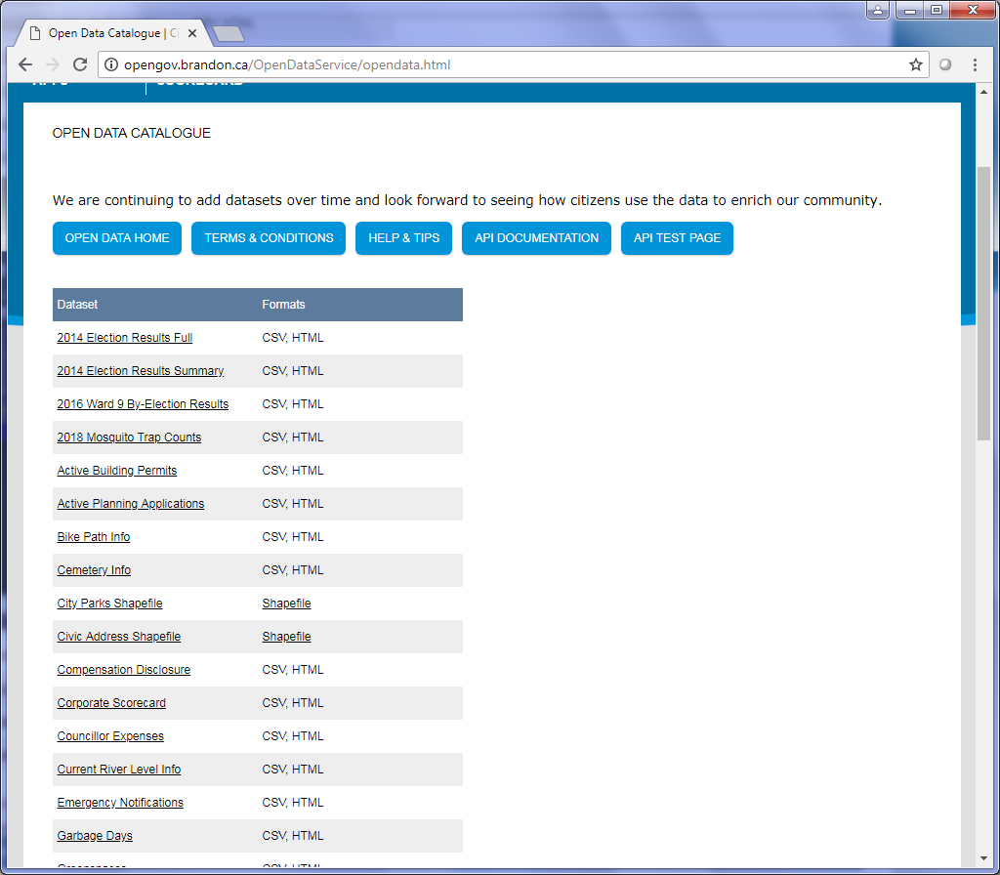 Open Data Catalogue | Ci
opengov.brandon.ca/OpenDataService/opendata.html
SCORECARD
OPEN DATA CATALOGUE
We are continuing to add datasets over time and look forward to seeing how citizens use the data to enrich our community.
OPEN DATA HOME TERMS & CONDITIONS HELP & TIPS API DOCUMENTATION API TEST PAGE
Dataset Formats
2014 Election Results Full CSV, HTML
2014 Election Results Summary CSV, HTML
2016 Ward 9 By-Election Results CSV, HTML
2018 Mosquito Trap Counts CSV, HTML
Active Building Permits CSV, HTML
Active Planning Applications CSV, HTML
Bike Path Info CSV, HTML
Cemetery Info CSV, HTML
City Parks Shapefile Shapefile
Civic Address Shapefile Shapefile
Compensation Disclosure CSV, HTML
Corporate Scorecard CSV, HTML
Councillor Expenses CSV, HTML
Current River Level Info CSV, HTML
Emergency Notifications CSV, HTML
Garbage Days CSV, HTML
CSV, HTML